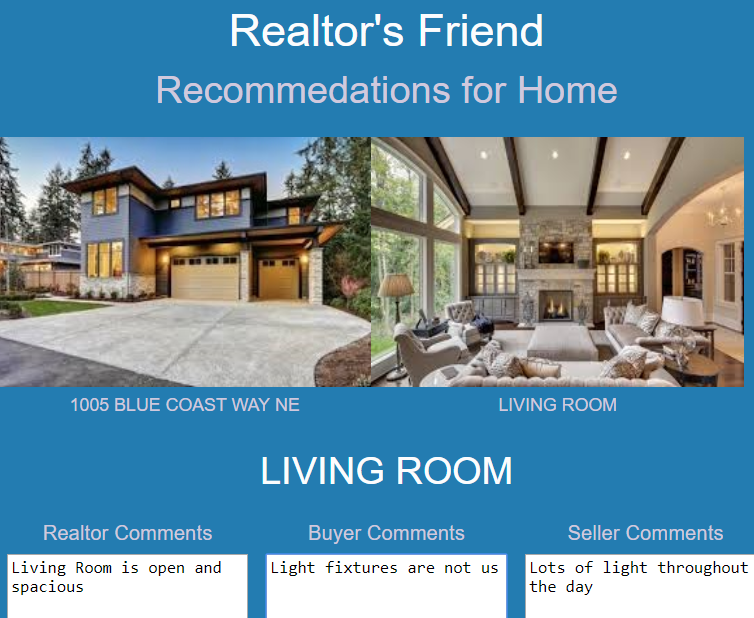 Realtor's Friend
Recommedations for Home
1005 BLUE COAST WAY NE
LIVING ROOM
LIVING ROOM
Realtor Comments
Buyer Comments
Seller Comments
Living Room is open and
spacious
Light fixtures are not us
Lots of light throughout
the day